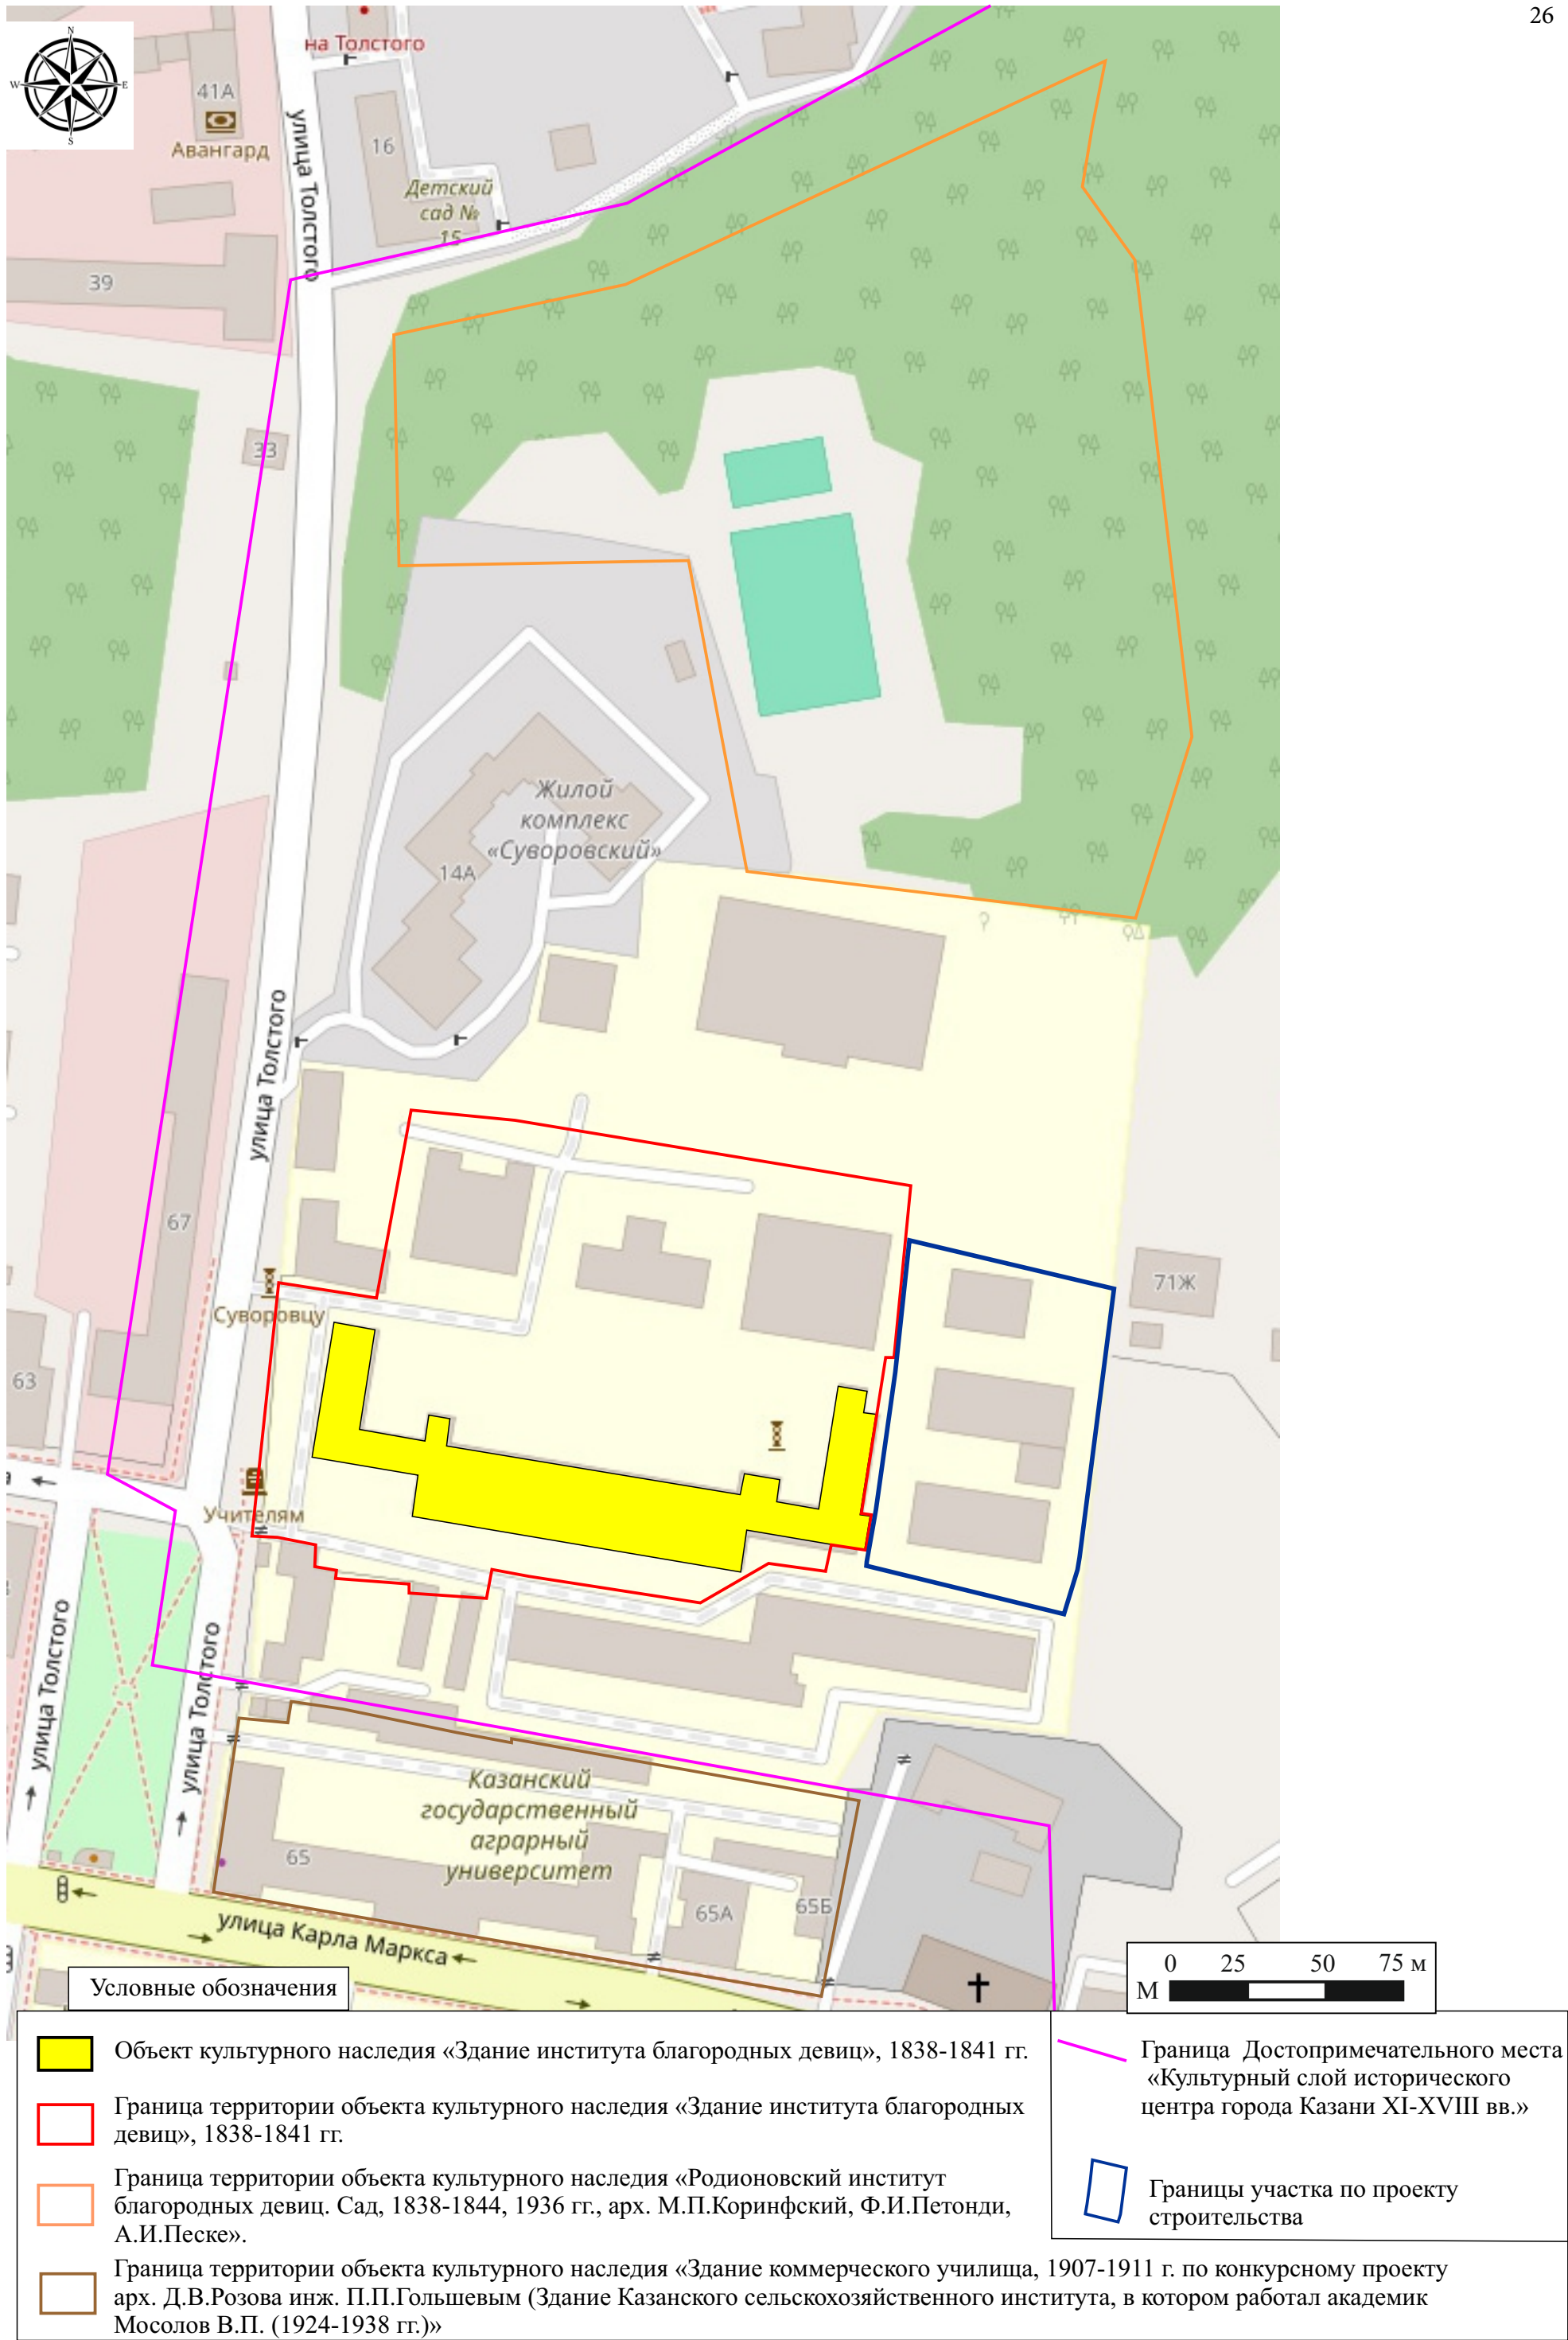 26
N
W
E
S
на Толстого
41А
Авангард
16
улица Толстого
Детский
сад №
15
39
33
Жилой
комплекс
«Суворовский»
14А
улица Толстого
67
71Ж
Суворовцу
63
Учителям
улица Толстого
улица Толстого
Казанский
государственный
аграрный
университет
65
65А
65Б
улица Карла Маркса
0 25 50 75 м
М
Условные обозначения
Объект культурного наследия «Здание института благородных девиц», 1838-1841 гг.
Граница территории объекта культурного наследия «Здание института благородных
девиц», 1838-1841 гг.
Граница территории объекта культурного наследия «Родионовский институт
благородных девиц. Сад, 1838-1844, 1936 гг., арх. М.П.Коринфский, Ф.И.Петонди,
А.И.Песке».
Граница территории объекта культурного наследия «Здание коммерческого училища, 1907-1911 г. по конкурсному проекту
арх. Д.В.Розова инж. П.П.Гольшевым (Здание Казанского сельскохозяйственного института, в котором работал академик
Мосолов В.П. (1924-1938 гг.)»
Граница Достопримечательного места
«Культурный слой исторического
центра города Казани XI-XVIII вв.»
Границы участка по проекту
строительства